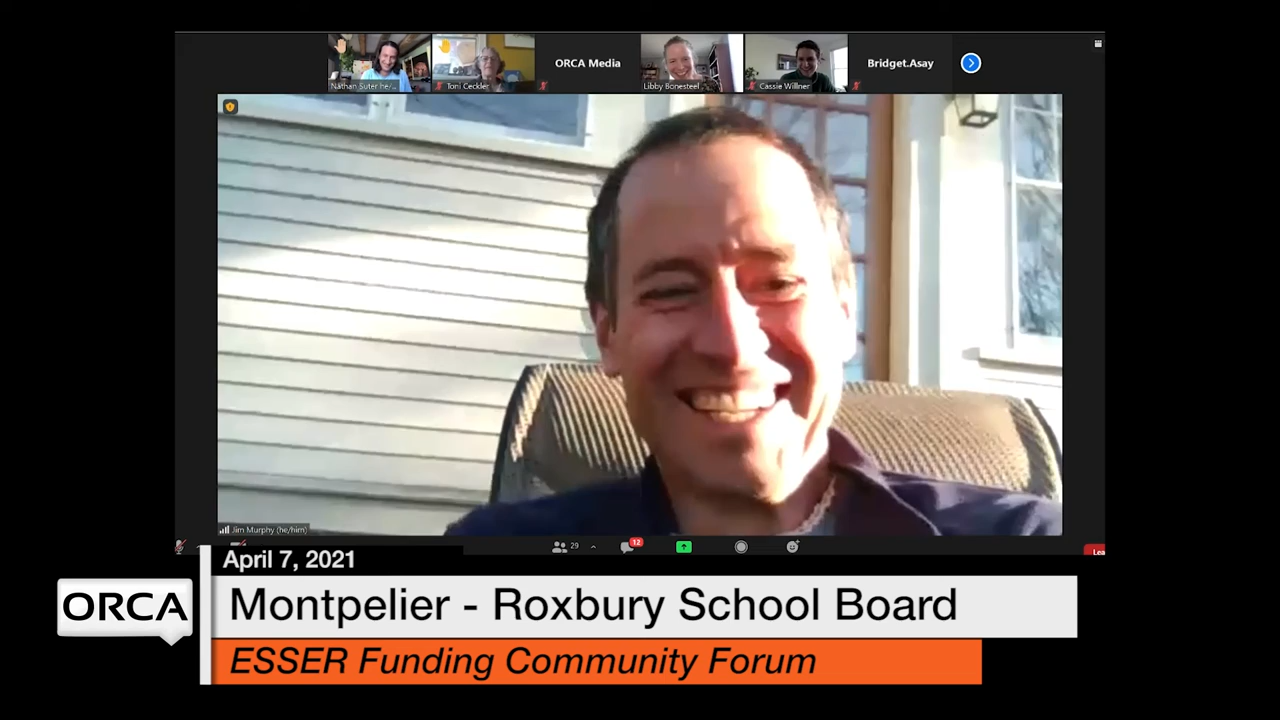 Nathan Suter he/...
Toni Ceckler
ORCA Media
Libby Bonesteel
Cassie Willner
Bridget.Asay
Jim Murphy (he/him)
29
12
Lea
April 7, 2021
ORCA
Montpelier - Roxbury School Board
ESSER Funding Community Forum